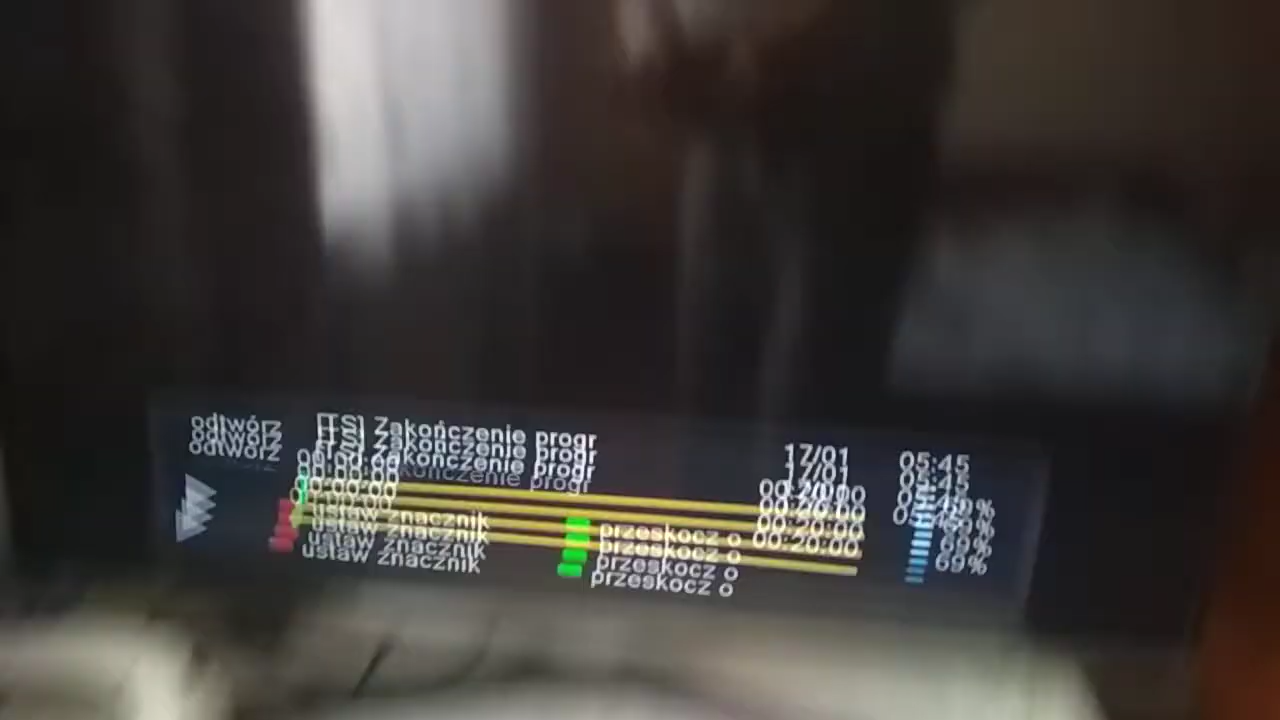 odtwórz [TS] Zakończenie progr 17/01 05:45
00:00:00 00:20:00 69%
ustaw znacznik przeskocz o